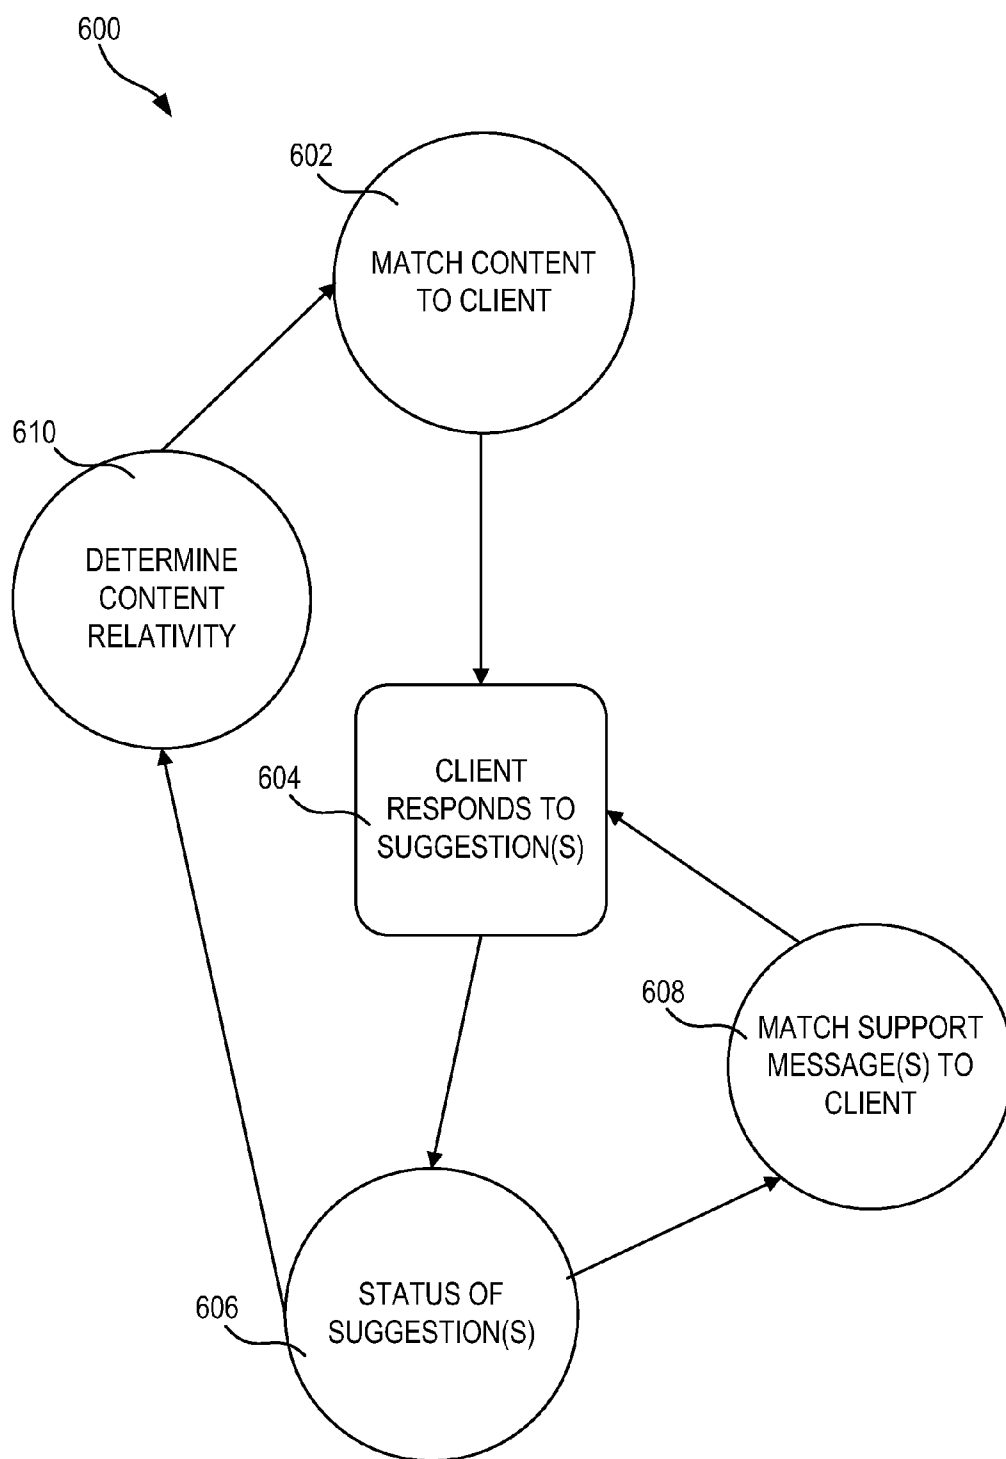 600
602
MATCH CONTENT
TO CLIENT
610
DETERMINE
CONTENT
RELATIVITY
604
CLIENT
RESPONDS TO
SUGGESTION(S)
608
MATCH SUPPORT
MESSAGE(S) TO
CLIENT
606
STATUS OF
SUGGESTION(S)